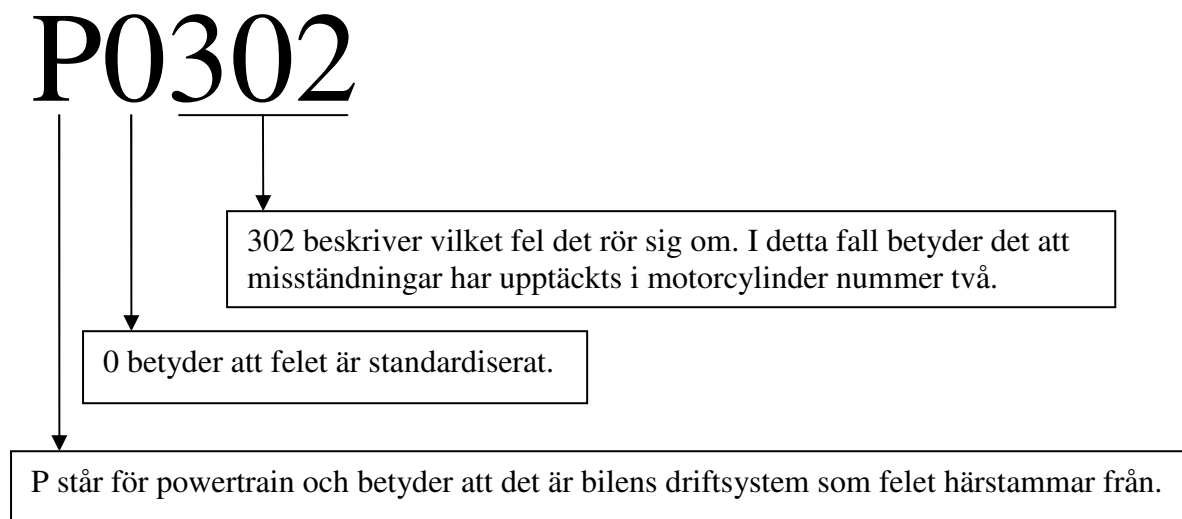 P0302
302 beskriver vilket fel det rör sig om. I detta fall betyder det att
misständningar har upptäckts i motorcylinder nummer två.
0 betyder att felet är standardiserat.
P står för powertrain och betyder att det är bilens driftsystem som felet härstammar från.